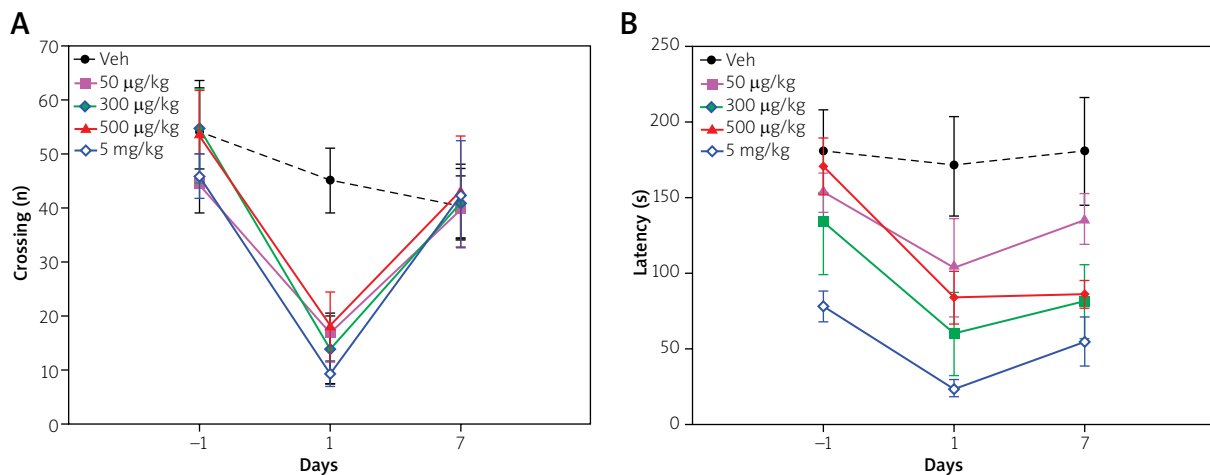 A
70
60
50
40
30
20
10
0
Crossing (n)
Veh
50 μg/kg
300 μg/kg
500 μg/kg
5 mg/kg
–1
1
7
Days
B
250
200
150
100
50
0
Latency (s)
Veh
50 μg/kg
300 μg/kg
500 μg/kg
5 mg/kg
–1
1
7
Days